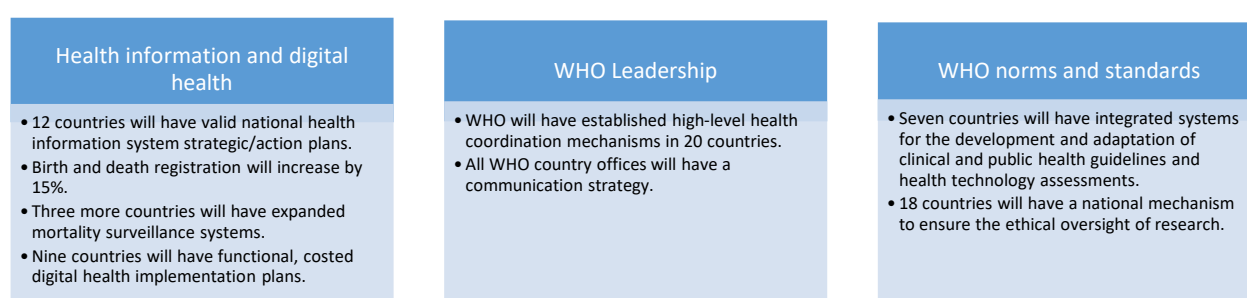 Health information and digital
health
• 12 countries will have valid national health
information system strategic/action plans.
• Birth and death registration will increase by
15%.
• Three more countries will have expanded
mortality surveillance systems.
• Nine countries will have functional, costed
digital health implementation plans.
WHO Leadership
• WHO will have established high-level health
coordination mechanisms in 20 countries.
• All WHO country offices will have a
communication strategy.
WHO norms and standards
• Seven countries will have integrated systems
for the development and adaptation of
clinical and public health guidelines and
health technology assessments.
• 18 countries will have a national mechanism
to ensure the ethical oversight of research.